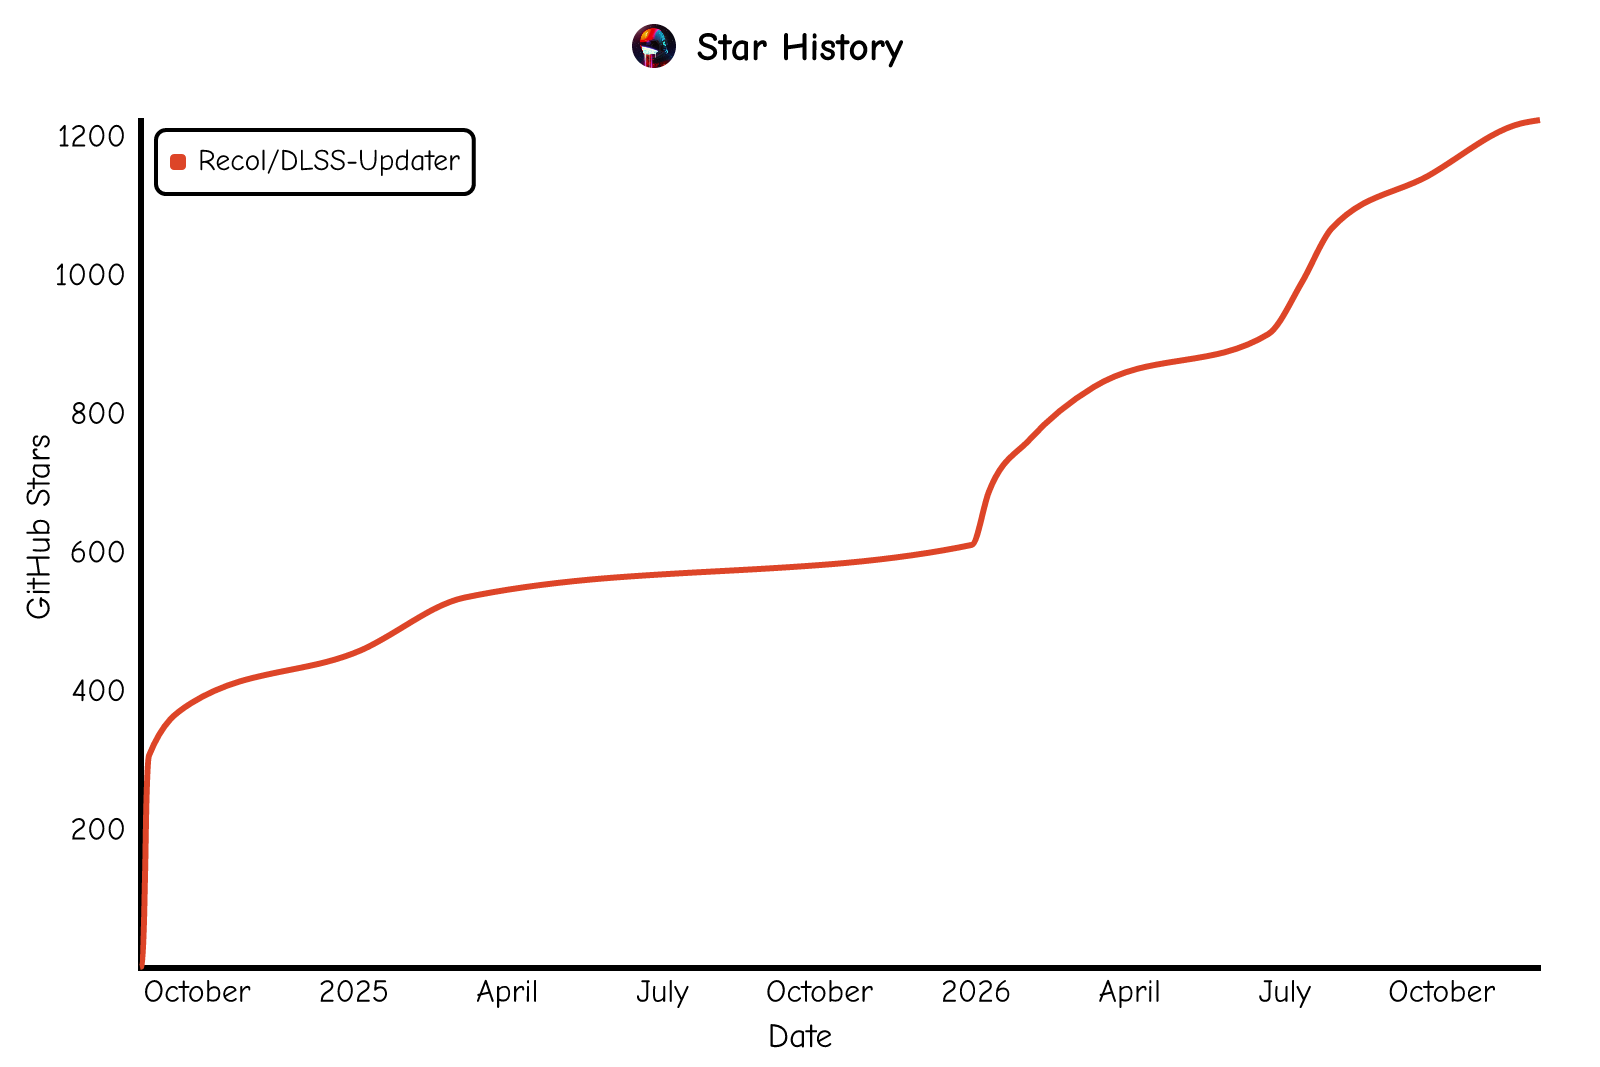 Star History
Recol/DLSS-Updater
1200
1000
800
600
400
200
GitHub Stars
October 2025 April July October 2026 April July October
Date